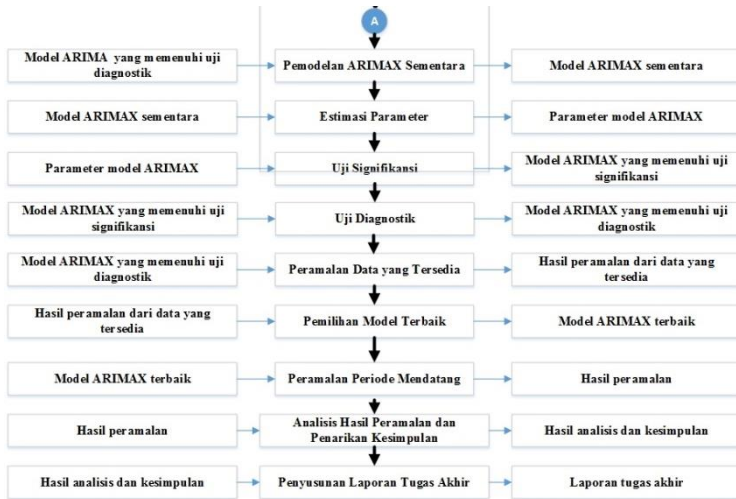 A
Model ARIMA yang memenuhi uji
diagnostik
Pemodelan ARIMAX Sementara
Model ARIMAX sementara
Model ARIMAX sementara
Estimasi Parameter
Parameter model ARIMAX
Parameter model ARIMAX
Uji Signifikansi
Model ARIMAX yang memenuhi uji
signifikansi
Model ARIMAX yang memenuhi uji
signifikansi
Uji Diagnostik
Model ARIMAX yang memenuhi uji
diagnostik
Model ARIMAX yang memenuhi uji
diagnostik
Peramalan Data yang Tersedia
Hasil peramalan dari data yang
tersedia
Hasil peramalan dari data yang
tersedia
Pemilihan Model Terbaik
Model ARIMAX terbaik
Model ARIMAX terbaik
Peramalan Periode Mendatang
Hasil peramalan
Hasil peramalan
Analisis Hasil Peramalan dan
Penarikan Kesimpulan
Hasil analisis dan kesimpulan
Hasil analisis dan kesimpulan
Penyusunan Laporan Tugas Akhir
Laporan tugas akhir